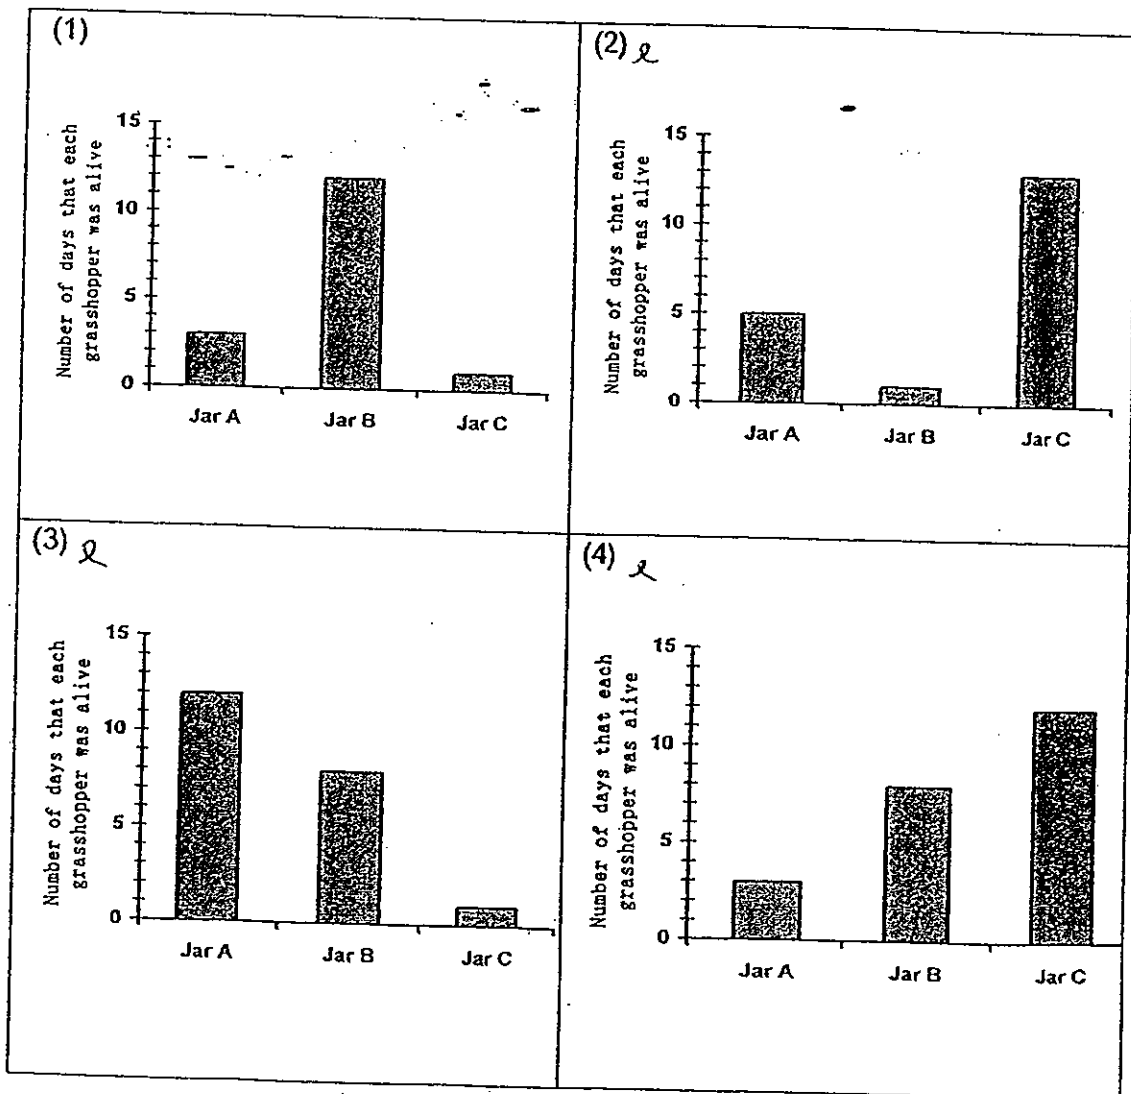 (1)
Number of days that each
grasshopper was alive
15
10
5
0
Jar A
Jar B
Jar C
(2)
Number of days that each
grasshopper was alive
15
10
5
0
Jar A
Jar B
Jar C
(3)
Number of days that each
grasshopper was alive
15
10
5
0
Jar A
Jar B
Jar C
(4)
Number of days that each
grasshopper was alive
15
10
5
0
Jar A
Jar B
Jar C